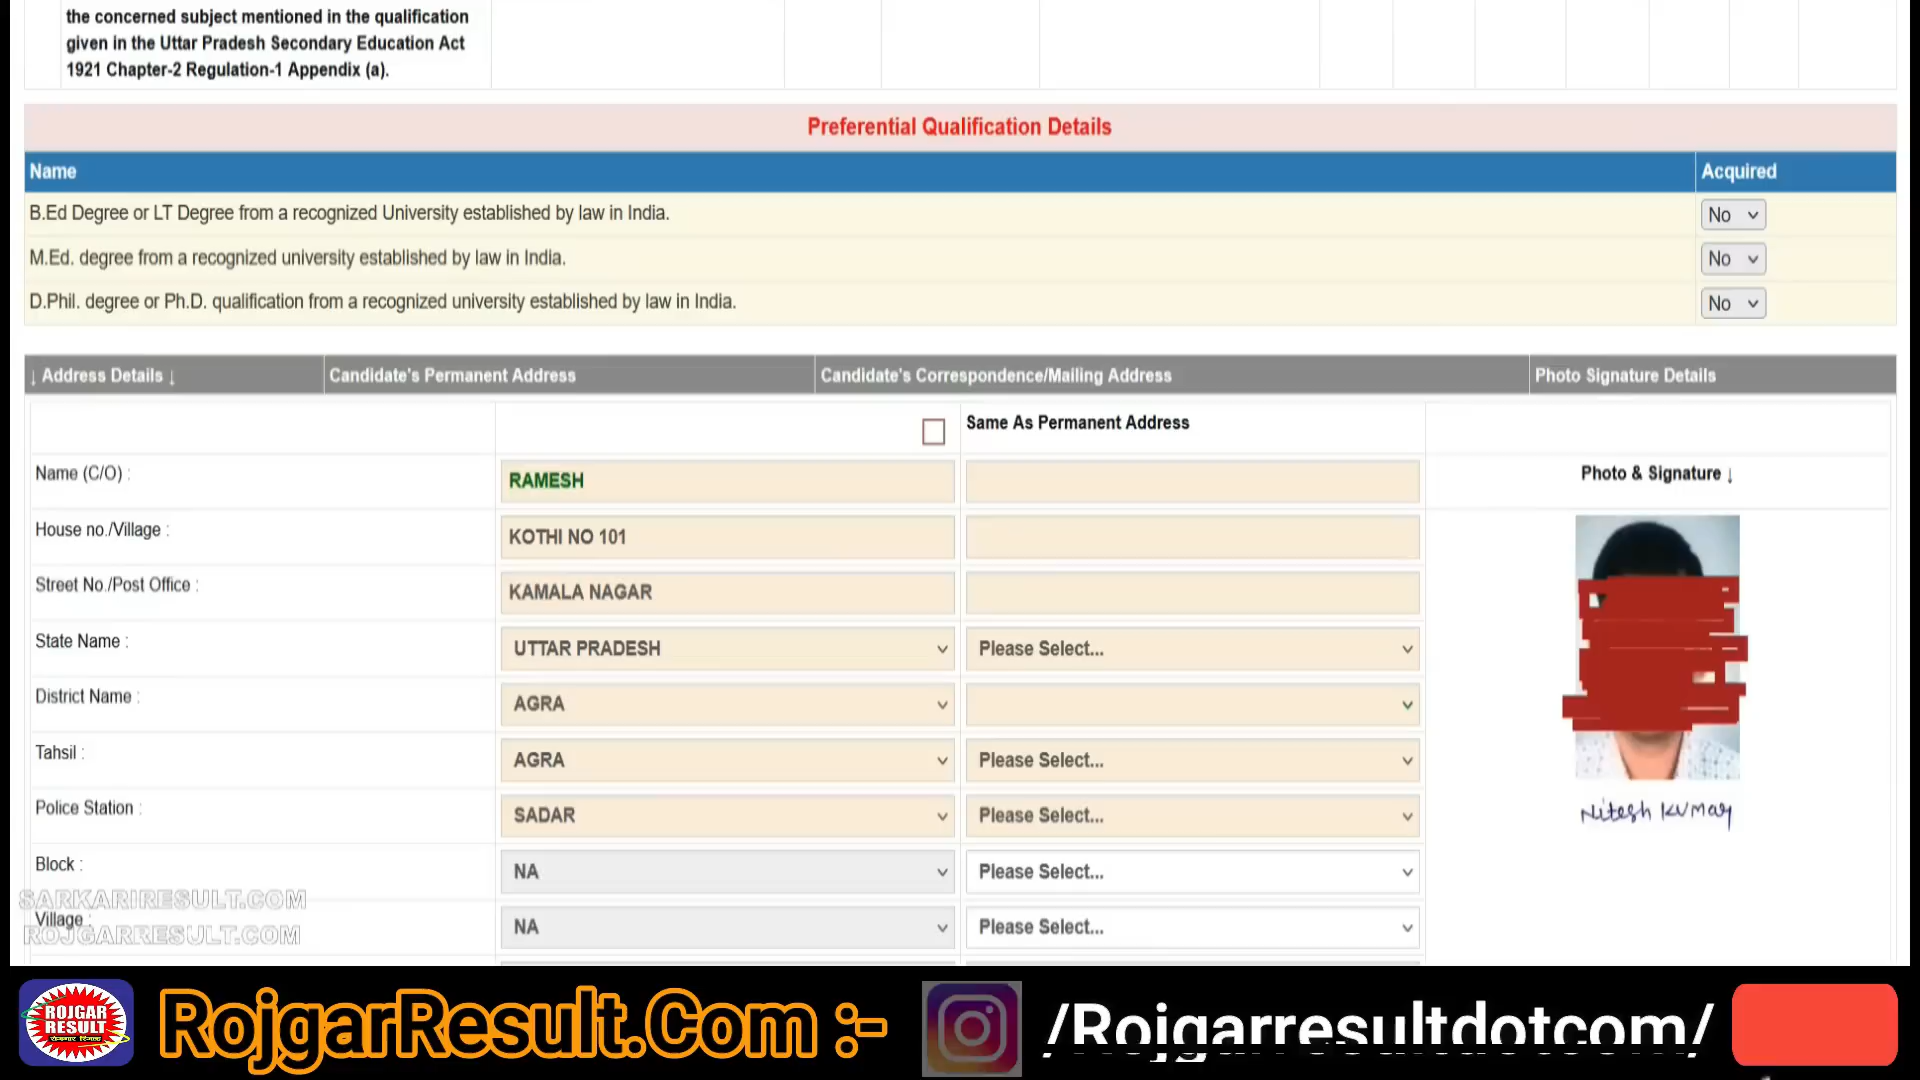 the concerned subject mentioned in the qualification
given in the Uttar Pradesh Secondary Education Act
1921 Chapter-2 Regulation-1 Appendix (a).
Preferential Qualification Details
Name Acquired
B.Ed Degree or LT Degree from a recognized University established by law in India. No
M.Ed. degree from a recognized university established by law in India. No
D.Phil. degree or Ph.D. qualification from a recognized university established by law in India. No
↓ Address Details ↓ Candidate's Permanent Address Candidate's Correspondence/Mailing Address Photo Signature Details
Same As Permanent Address
Name (C/O) : RAMESH Photo & Signature ↓
House no./Village : KOTHI NO 101
Street No./Post Office : KAMALA NAGAR
State Name : UTTAR PRADESH Please Select...
District Name : AGRA
Tahsil : AGRA Please Select...
Police Station : SADAR Please Select...
Nitesh Kumar
Block : NA Please Select...
SARKARIRESULT.COM
Village : NA Please Select...
ROJGARRESULT.COM
ROJGAR
RESULT
रोजगार रिजल्ट
RojgarResult.Com :-
/Rojgarresultdotcom/